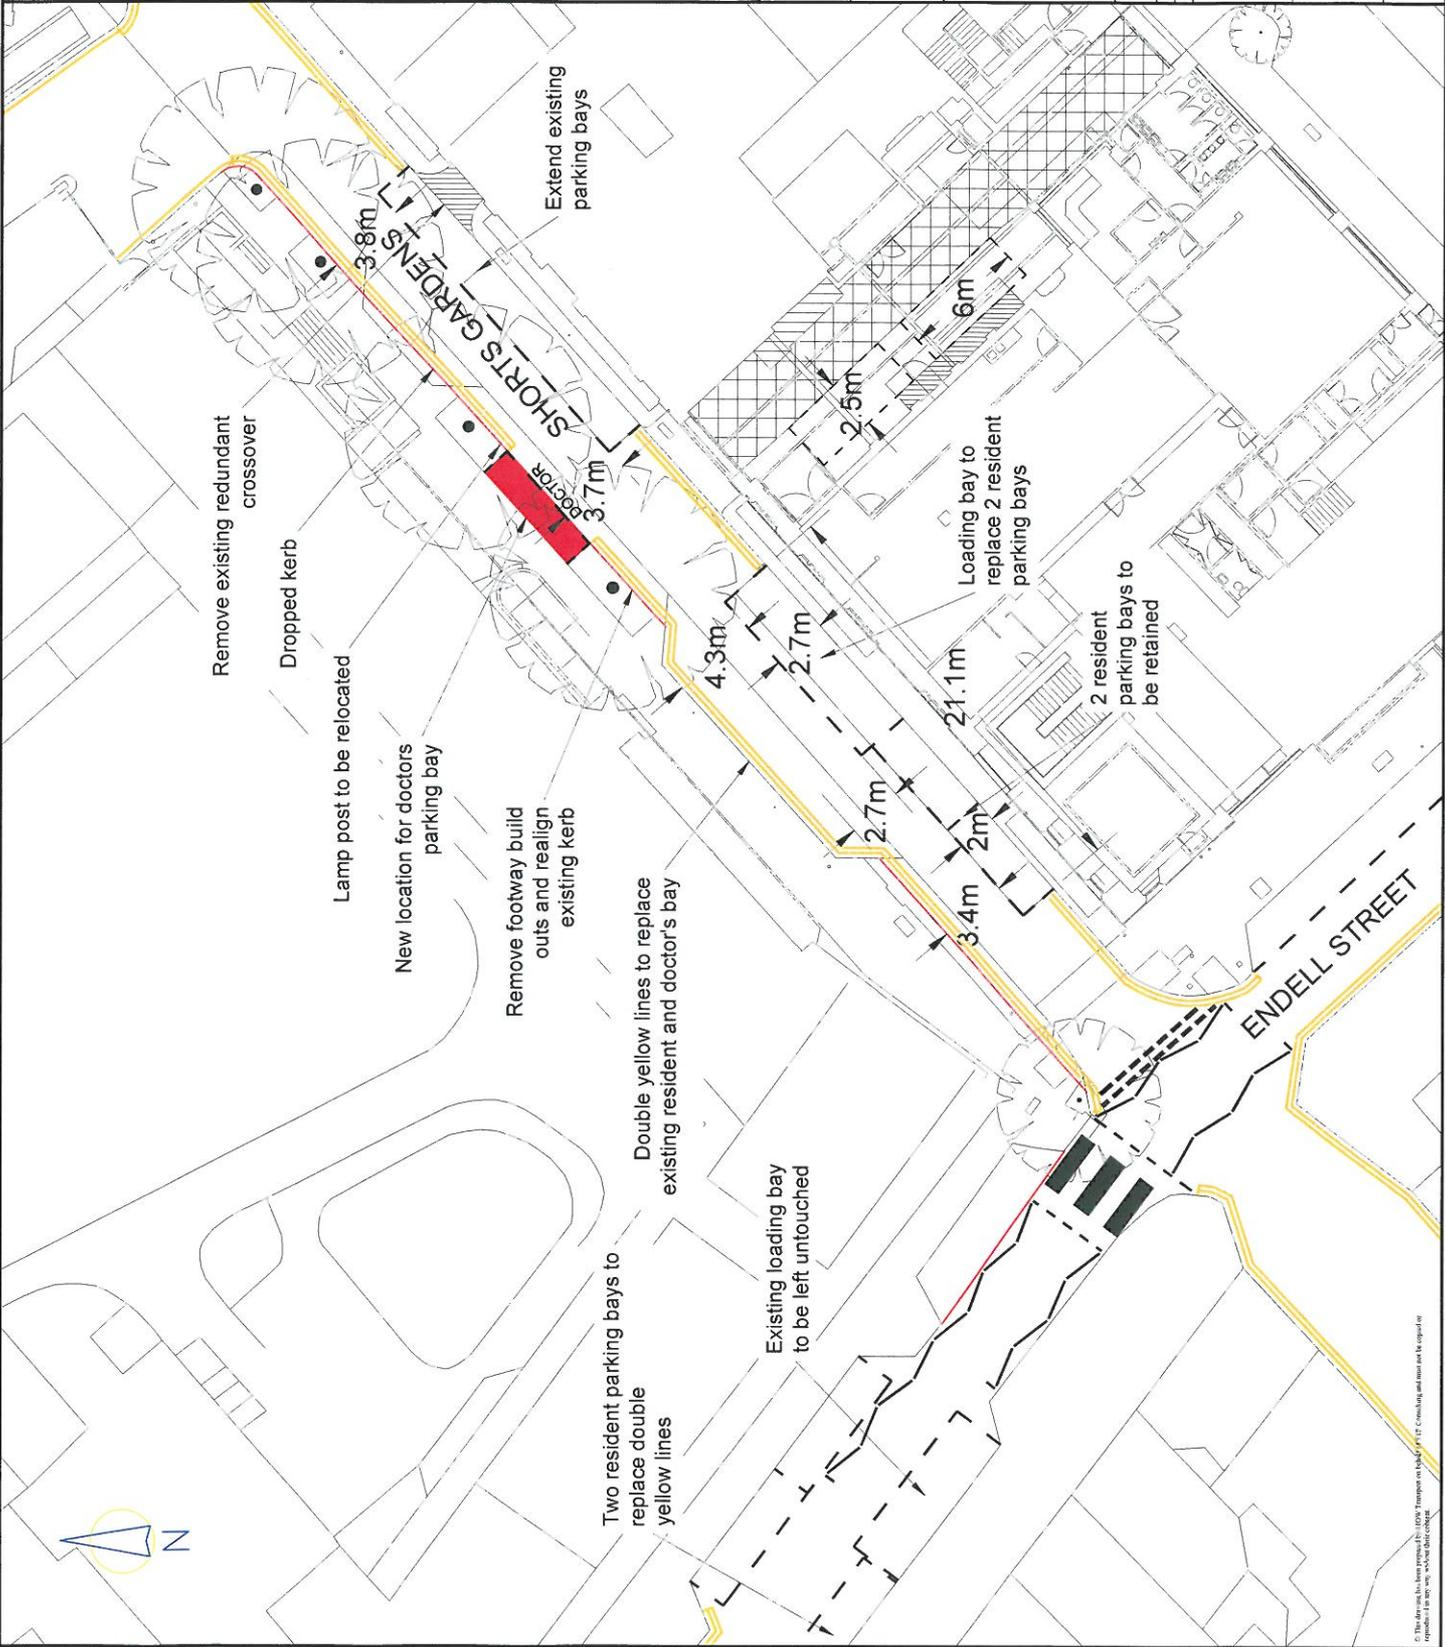 Remove existing redundant
crossover
Dropped kerb
Lamp post to be relocated
New location for doctors
parking bay
Remove footway build
outs and realign
existing kerb
Double yellow lines to replace
existing resident and doctor's bay
Two resident parking bays to
replace double
yellow lines
Existing loading bay
to be left untouched
Extend existing
parking bays
Loading bay to
replace 2 resident
parking bays
2 resident
parking bays to
be retained
SHORTS GARDENS
ENDELL STREET
DOCTOR
3.8m
3.7m
4.3m
2.7m
2.7m
2m
3.4m
21.1m
2.5m
6m
N